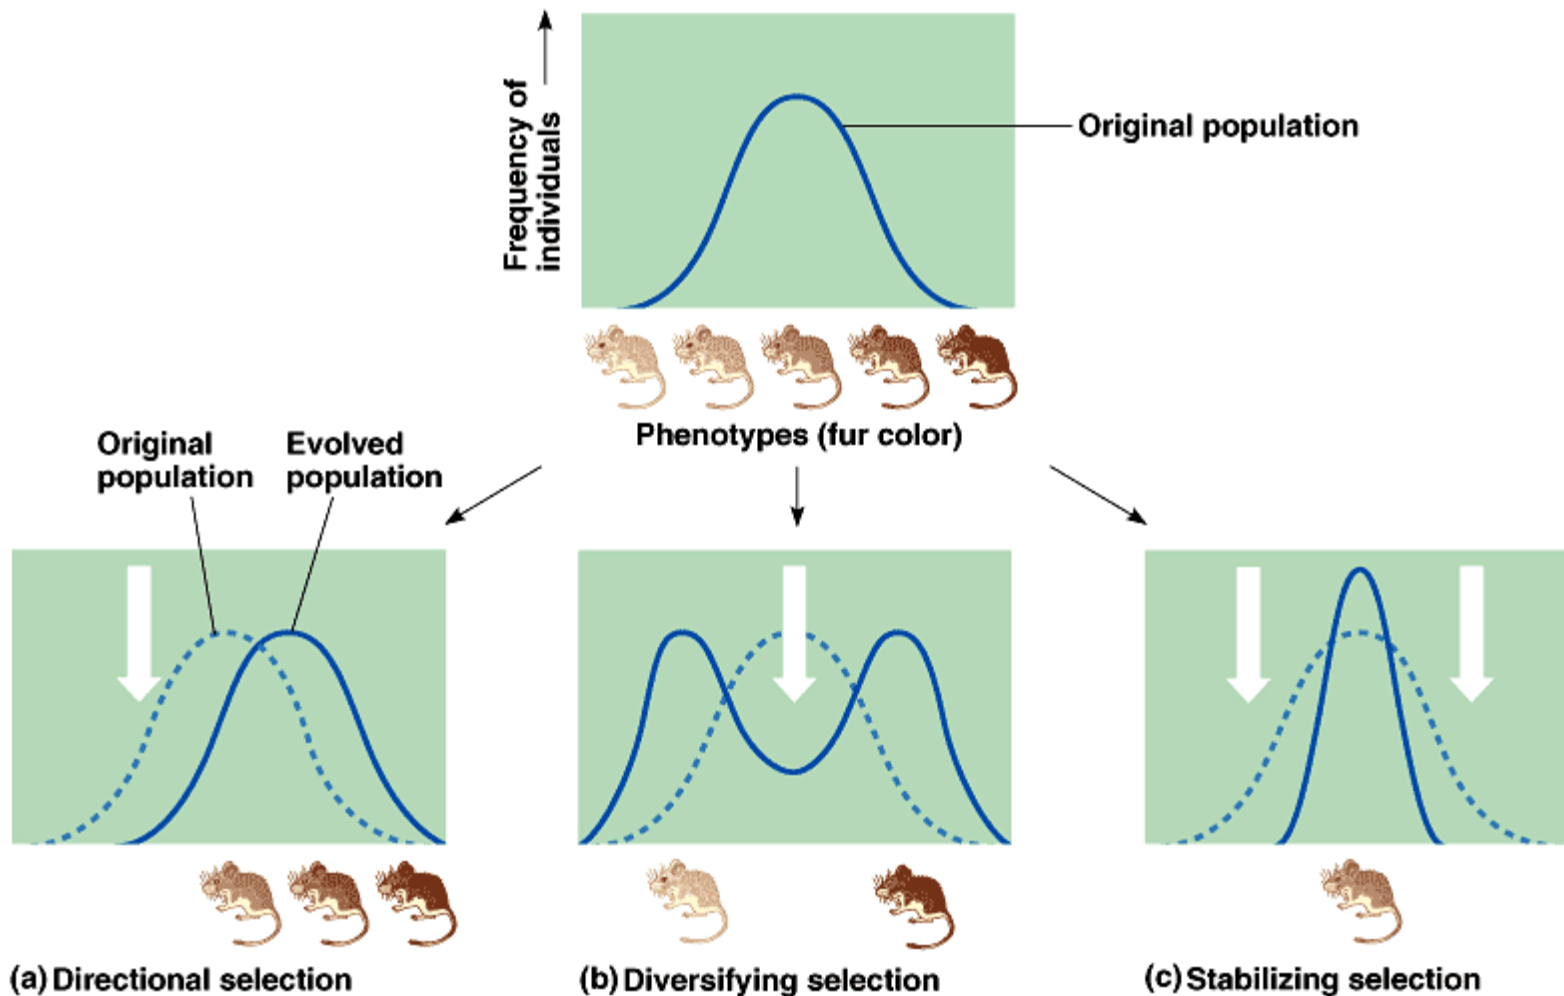 Frequency of
individuals
Original population
Phenotypes (fur color)
Original
population
Evolved
population
(a) Directional selection
(b) Diversifying selection
(c) Stabilizing selection